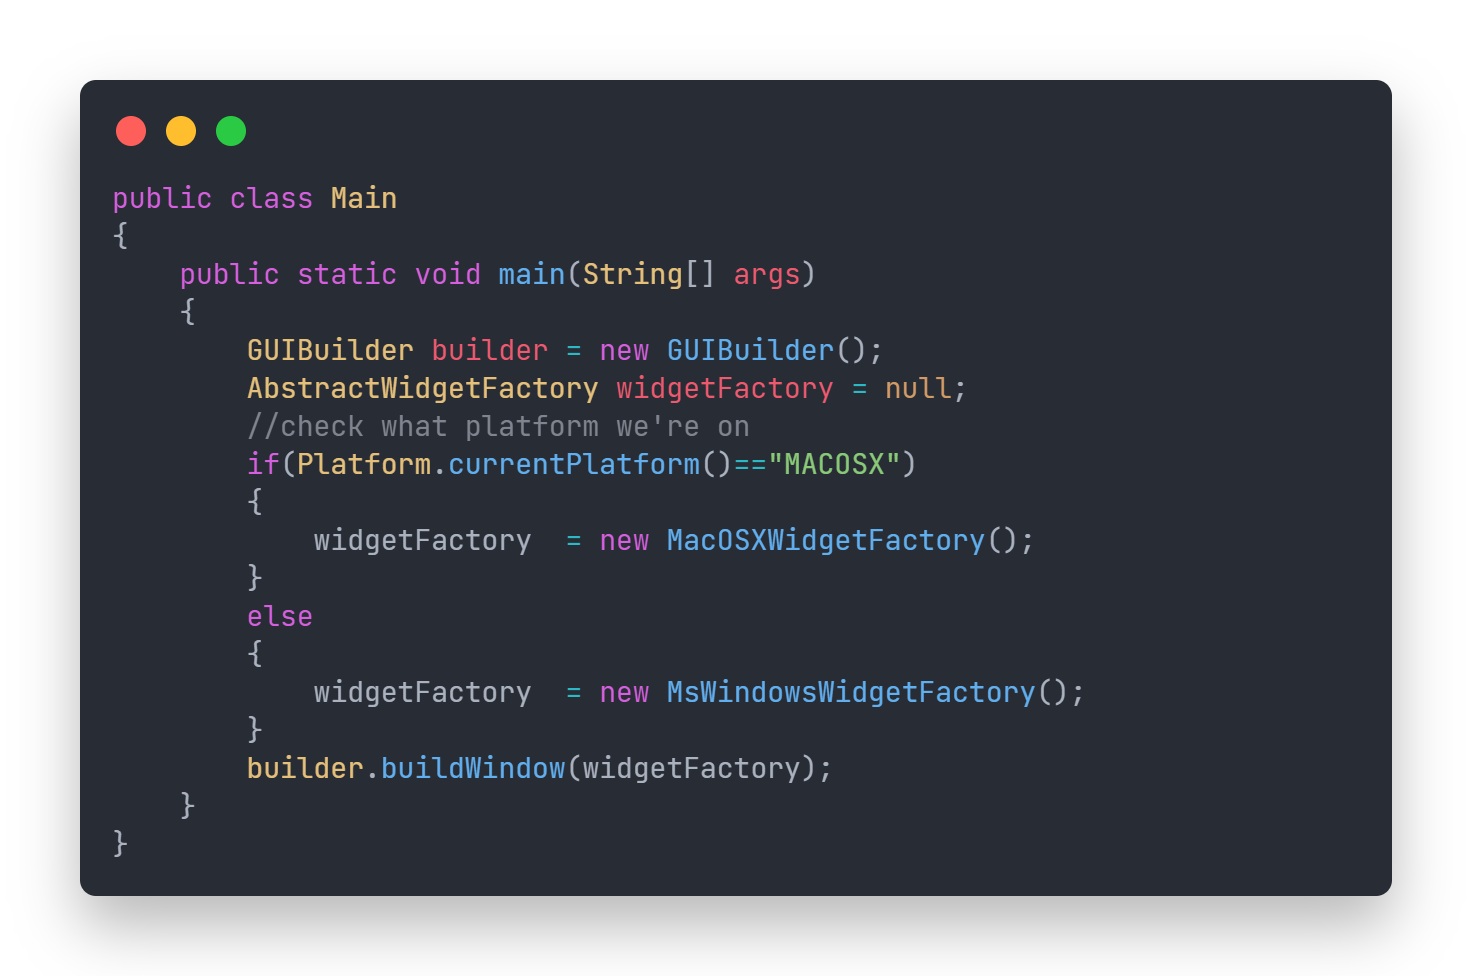 public class Main
{
    public static void main(String[] args)
    {
        GUIBuilder builder = new GUIBuilder();
        AbstractWidgetFactory widgetFactory = null;
        //check what platform we're on
        if(Platform.currentPlatform()=="MACOSX")
        {
            widgetFactory  = new MacOSXWidgetFactory();
        }
        else
        {
            widgetFactory  = new MsWindowsWidgetFactory();
        }
        builder.buildWindow(widgetFactory);
    }
}